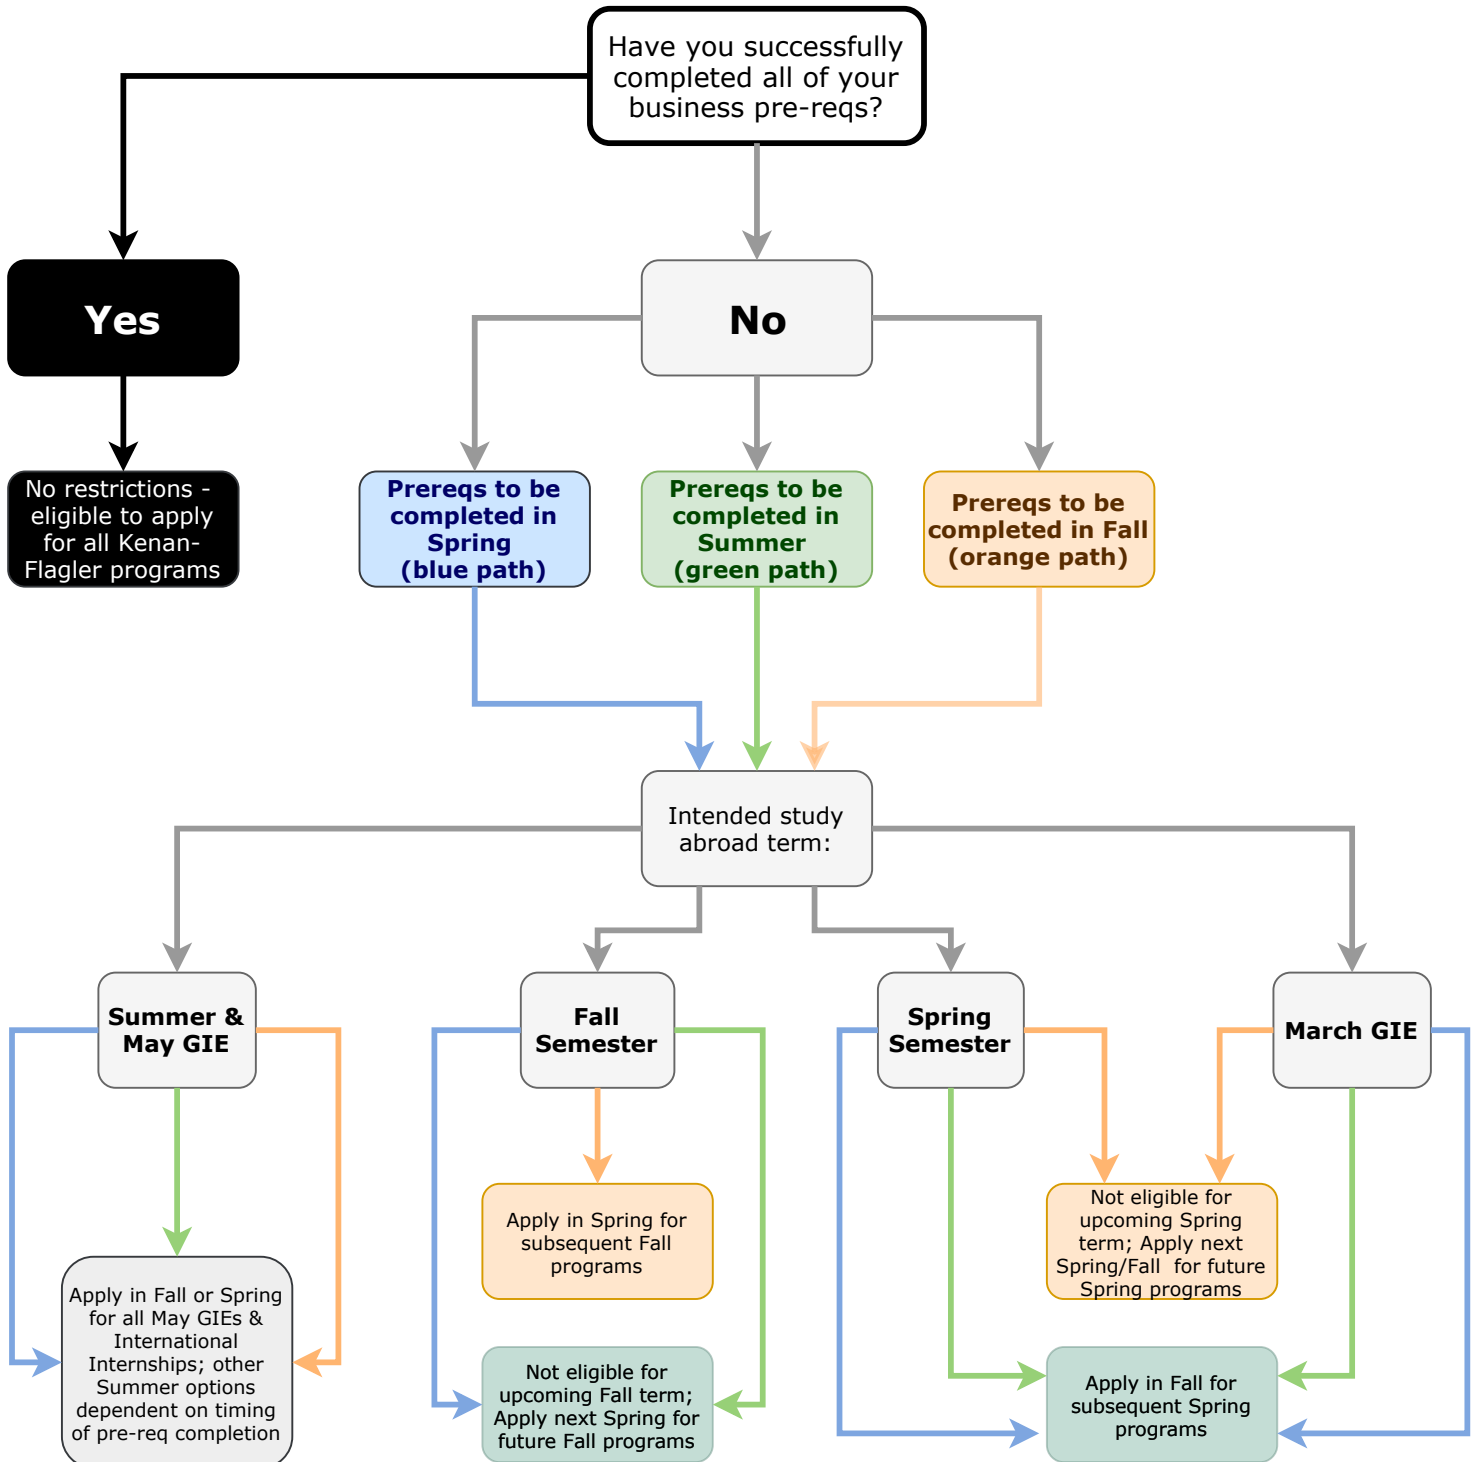 Have you successfully
completed all of your
business pre-reqs?
Yes
No
No restrictions -
eligible to apply
for all Kenan-
Flagler programs
Prereqs to be
completed in
Spring
(blue path)
Prereqs to be
completed in
Summer
(green path)
Prereqs to be
completed in Fall
(orange path)
Intended study
abroad term:
Summer &
May GIE
Fall
Semester
Spring
Semester
March GIE
Apply in Spring for
subsequent Fall
programs
Not eligible for
upcoming Spring
term; Apply next
Spring/Fall for future
Spring programs
Apply in Fall or Spring
for all May GIEs &
International
Internships; other
Summer options
dependent on timing
of pre-req completion
Not eligible for
upcoming Fall term;
Apply next Spring for
future Fall programs
Apply in Fall for
subsequent Spring
programs